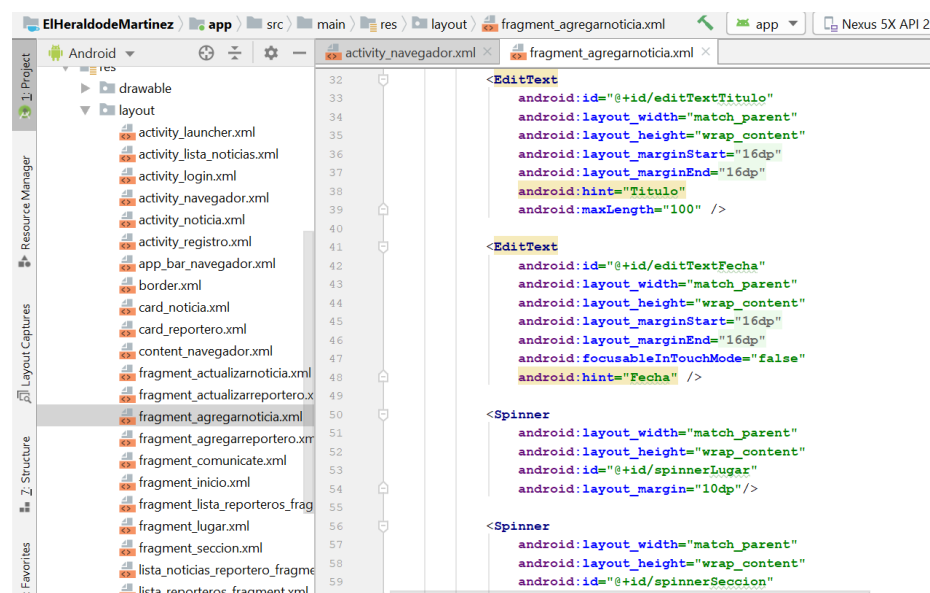 ElHeraldodeMartinez app src main res layout fragment_agregarnoticia.xml app Nexus 5X API 2
Android
activity_navegador.xml
fragment_agregarnoticia.xml
1: Project
Resource Manager
Layout Captures
7: Structure
Favorites
res
drawable
layout
activity_launcher.xml
activity_lista_noticias.xml
activity_login.xml
activity_navegador.xml
activity_noticia.xml
activity_registro.xml
app_bar_navegador.xml
border.xml
card_noticia.xml
card_reportero.xml
content_navegador.xml
fragment_actualizarnoticia.xml
fragment_actualizarreportero.x
fragment_agregarnoticia.xml
fragment_agregarreportero.xm
fragment_comunicate.xml
fragment_inicio.xml
fragment_lista_reporteros_frag
fragment_lugar.xml
fragment_seccion.xml
lista_noticias_reportero_fragme
lista_reporteros_fragment.xml
32 <EditText
33 android:id="@+id/editTextTitulo"
34 android:layout_width="match_parent"
35 android:layout_height="wrap_content"
36 android:layout_marginStart="16dp"
37 android:layout_marginEnd="16dp"
38 android:hint="Titulo"
39 android:maxLength="100" />
40
41 <EditText
42 android:id="@+id/editTextFecha"
43 android:layout_width="match_parent"
44 android:layout_height="wrap_content"
45 android:layout_marginStart="16dp"
46 android:layout_marginEnd="16dp"
47 android:focusableInTouchMode="false"
48 android:hint="Fecha" />
49
50 <Spinner
51 android:layout_width="match_parent"
52 android:layout_height="wrap_content"
53 android:id="@+id/spinnerLugar"
54 android:layout_margin="10dp"/>
55
56 <Spinner
57 android:layout_width="match_parent"
58 android:layout_height="wrap_content"
59 android:id="@+id/spinnerSeccion"